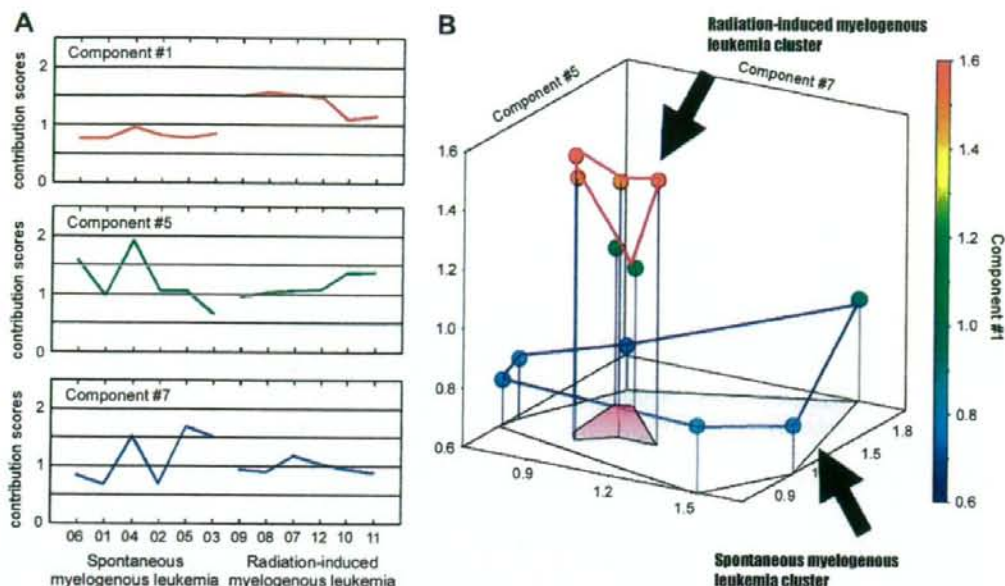 A
Component #1
contribution scores
2
1
0
Component #5
contribution scores
2
1
0
Component #7
contribution scores
2
1
0
06 01 04 02 05 03 09 08 07 12 10 11
Spontaneous
myelogenous leukemia
Radiation-induced
myelogenous leukemia
B
Radiation-induced myelogenous
leukemia cluster
Component #5
Component #7
1.6
1.4
1.2
1.0
0.8
0.6
0.9
1.2
1.5
0.9
1.5
1.8
1.6
1.4
1.2
1.0
0.8
0.6
Component #1
Spontaneous myelogenous
leukemia cluster